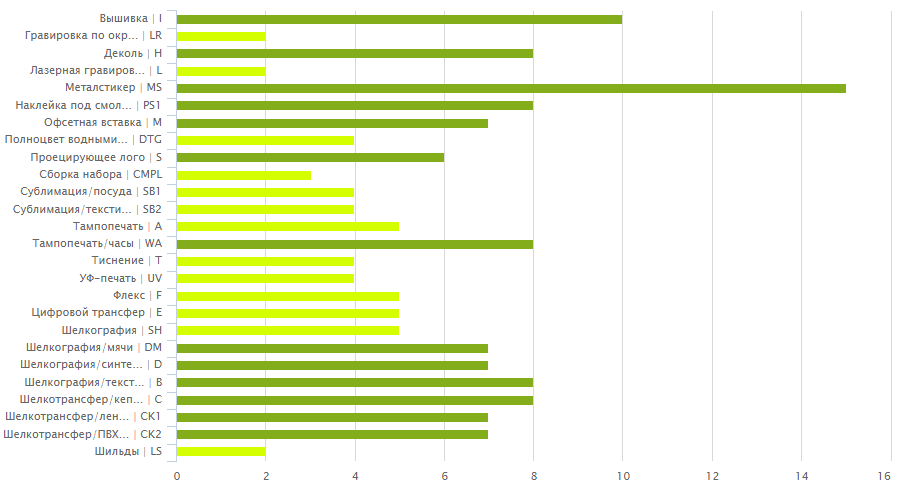 Вышивка | I
Гравировка по окр... | LR
Деколь | H
Лазерная гравиров... | L
Металстикер | MS
Наклейка под смол... | PS1
Офсетная вставка | M
Полноцвет водными... | DTG
Проецирующее лого | S
Сборка набора | CMPL
Сублимация/посуда | SB1
Сублимация/тексти... | SB2
Тампопечать | A
Тампопечать/часы | WA
Тиснение | T
УФ-печать | UV
Флекс | F
Цифровой трансфер | E
Шелкография | SH
Шелкография/мячи | DM
Шелкография/синте... | D
Шелкография/текст... | B
Шелкотрансфер/кеп... | C
Шелкотрансфер/лен... | CK1
Шелкотрансфер/ПВХ... | CK2
Шильды | LS
0 2 4 6 8 10 12 14 16